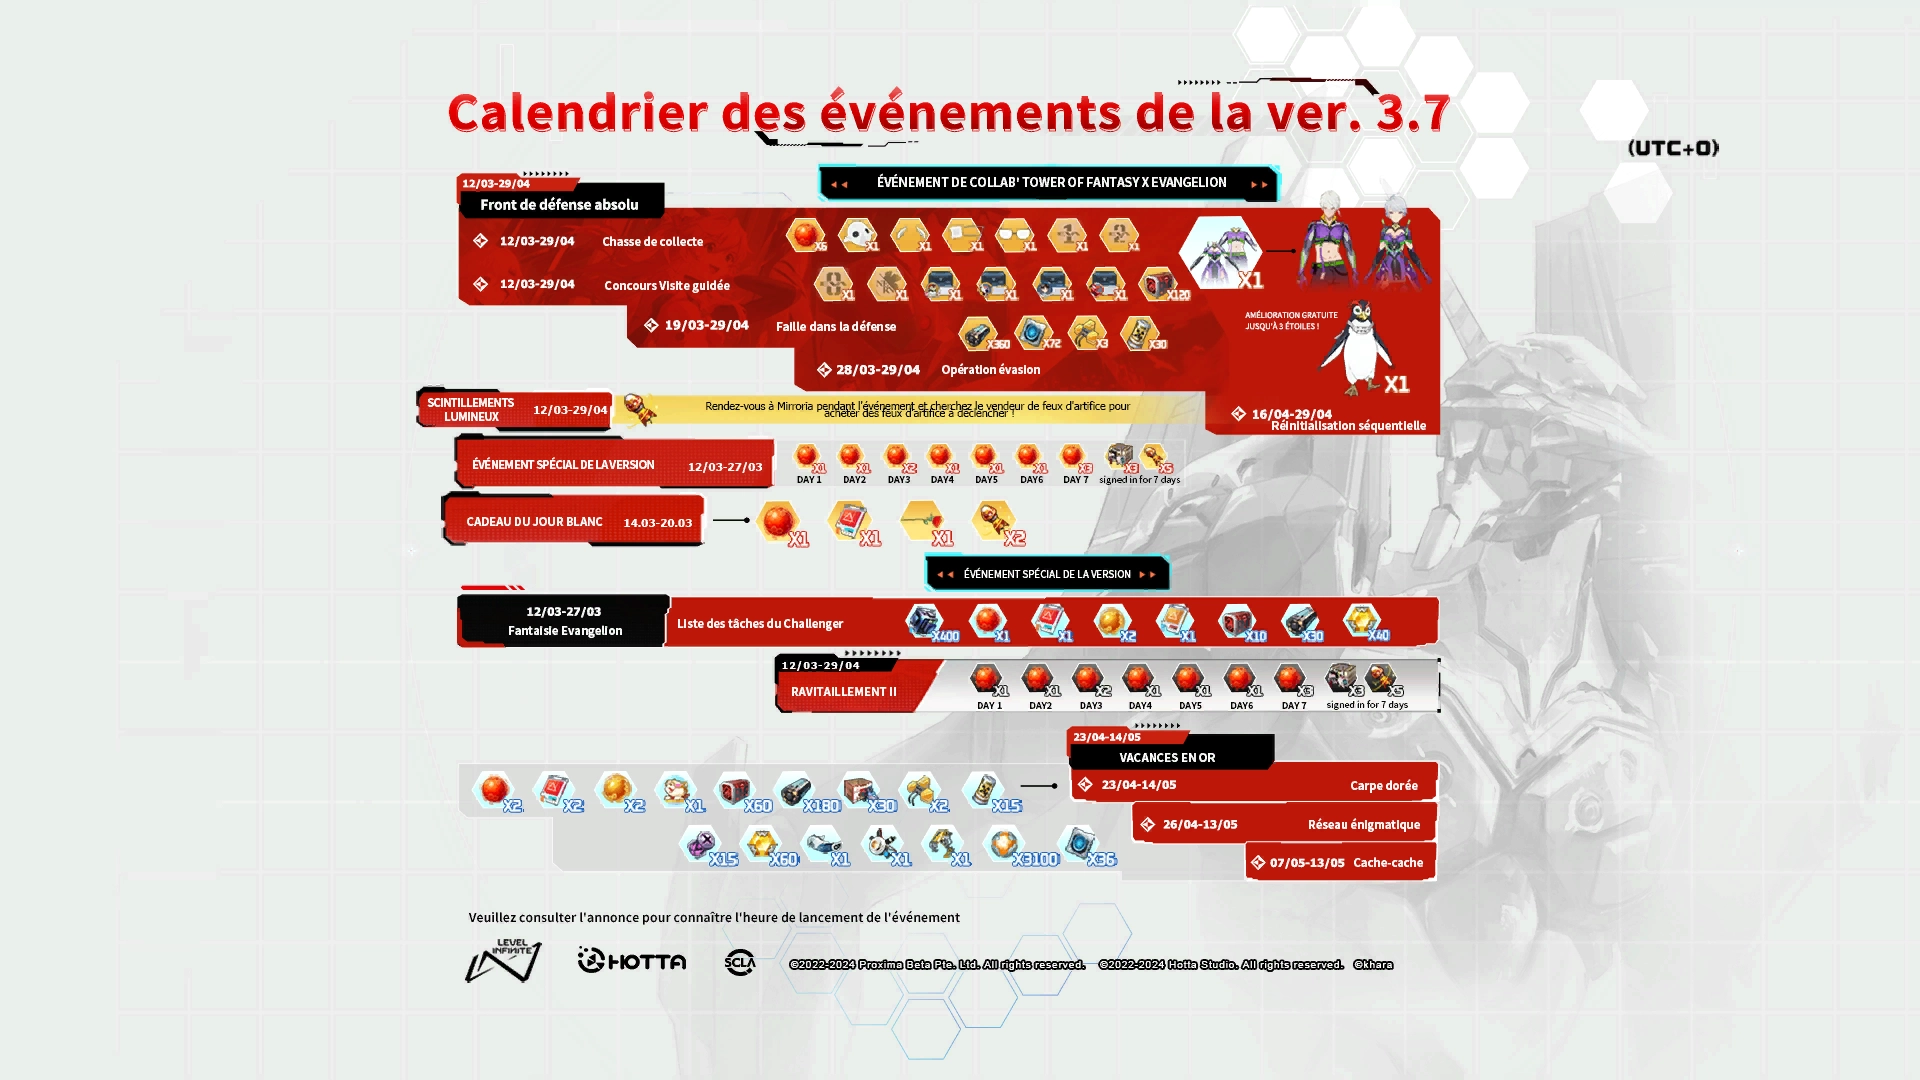 Calendrier des événements de la ver. 3.7
(UTC+0)
ÉVÉNEMENT DE COLLAB' TOWER OF FANTASY X EVANGELION
12/03-29/04
Front de défense absolu
12/03-29/04 Chasse de collecte
X6 X1 X1 X1 X1 X1 X1
12/03-29/04 Concours Visite guidée
X1 X1 X1 X1 X1 X1 X120
X1
19/03-29/04 Faille dans la défense
X360 X72 X3 X30
AMÉLIORATION GRATUITE
JUSQU'À 3 ÉTOILES !
X1
28/03-29/04 Opération évasion
16/04-29/04
Réinitialisation séquentielle
SCINTILLEMENTS
LUMINEUX
12/03-29/04
Rendez-vous à Mirroria pendant l'événement et cherchez le vendeur de feux d'artifice pour
acheter des feux d'artifice à déclencher !
ÉVÉNEMENT SPÉCIAL DE LA VERSION 12/03-27/03
X1 X1 X2 X1 X1 X1 X3 X3 X5
DAY 1 DAY2 DAY3 DAY4 DAY5 DAY6 DAY 7 signed in for 7 days
CADEAU DU JOUR BLANC 14.03-20.03
X1 X1 X1 X2
ÉVÉNEMENT SPÉCIAL DE LA VERSION
12/03-27/03
Fantaisie Evangelion
Liste des tâches du Challenger
X400 X1 X1 X2 X1 X10 X30 X40
12/03-29/04
RAVITAILLEMENT II
X1 X1 X2 X1 X1 X1 X3 X3 X5
DAY 1 DAY2 DAY3 DAY4 DAY5 DAY6 DAY 7 signed in for 7 days
23/04-14/05
VACANCES EN OR
X2 X2 X2 X1 X60 X180 X30 X2 X15
23/04-14/05 Carpe dorée
26/04-13/05 Réseau énigmatique
X15 X60 X1 X1 X1 X3100 X36
07/05-13/05 Cache-cache
Veuillez consulter l'annonce pour connaître l'heure de lancement de l'événement
LEVEL
INFINITE
HOTTA
SCLA
©2022-2024 Proxima Beta Pte. Ltd. All rights reserved. ©2022-2024 Hotta Studio. All rights reserved. ©khara